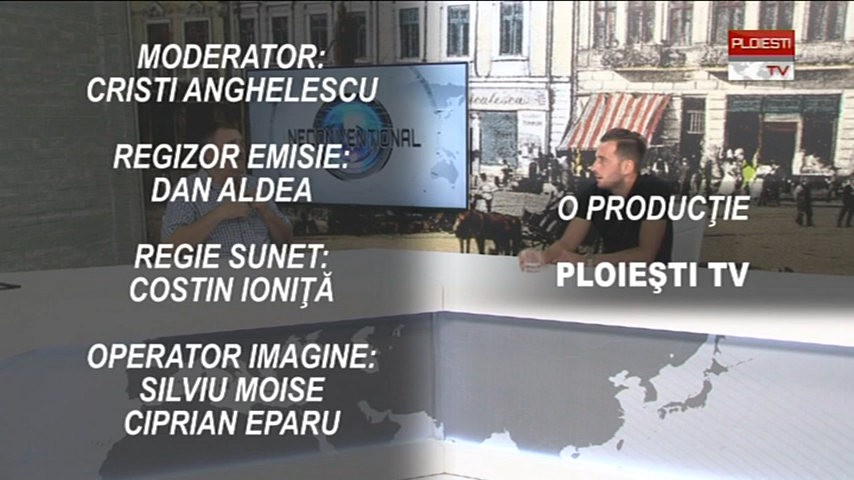 MODERATOR:
CRISTI ANGHELESCU
REGIZOR EMISIE:
DAN ALDEA
REGIE SUNET:
COSTIN IONIŢĂ
OPERATOR IMAGINE:
SILVIU MOISE
CIPRIAN EPARU
O PRODUCŢIE
PLOIEŞTI TV
PLOIESTI
TV
NECONVENTIONAL